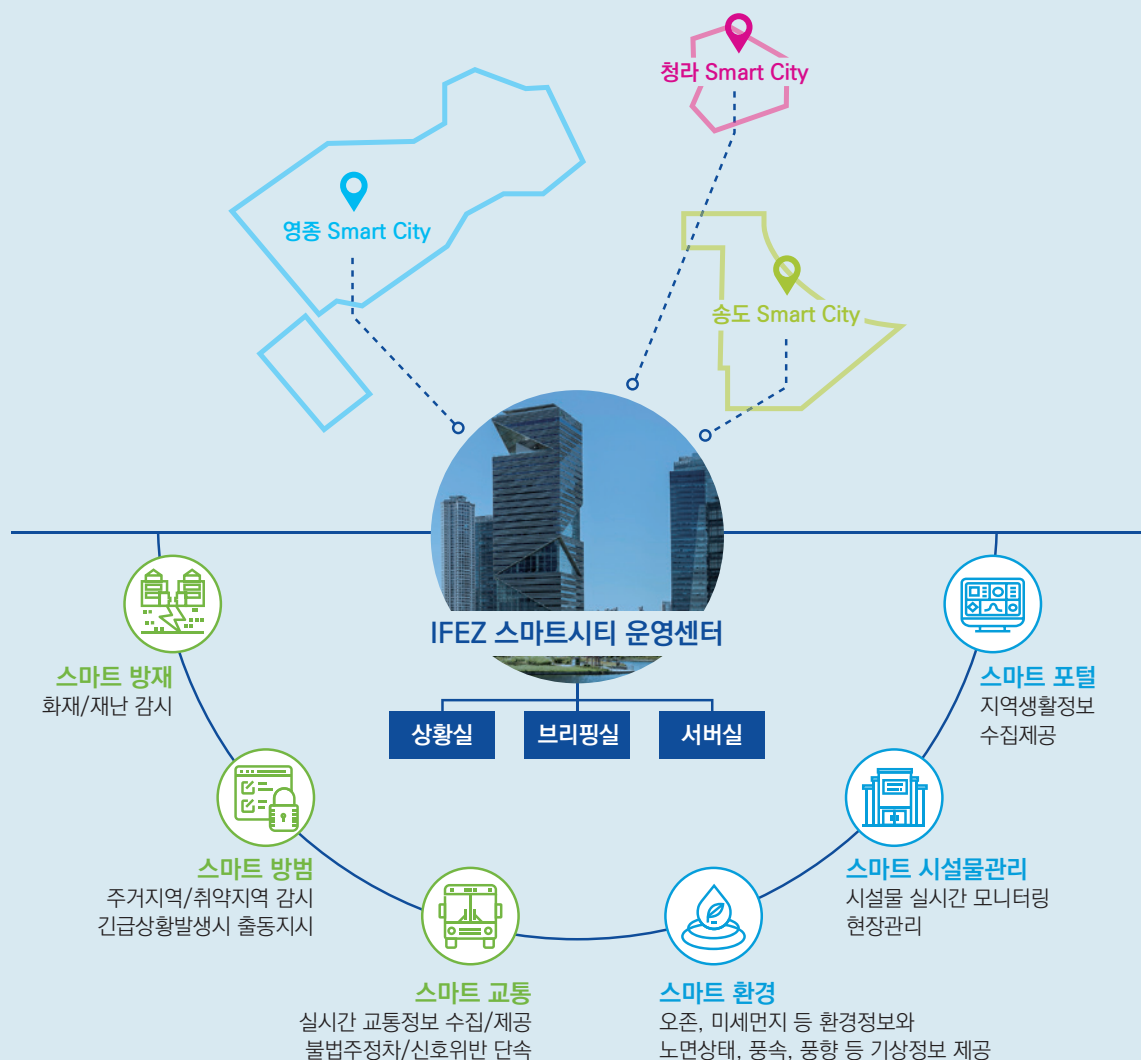 청라 Smart City
영종 Smart City
송도 Smart City
IFEZ 스마트시티 운영센터
상황실
브리핑실
서버실
스마트 방재
화재/재난 감시
스마트 방범
주거지역/취약지역 감시
긴급상황발생시 출동지시
스마트 교통
실시간 교통정보 수집/제공
불법주정차/신호위반 단속
스마트 환경
오존, 미세먼지 등 환경정보와
노면상태, 풍속, 풍향 등 기상정보 제공
스마트 시설물관리
시설물 실시간 모니터링
현장관리
스마트 포털
지역생활정보
수집제공